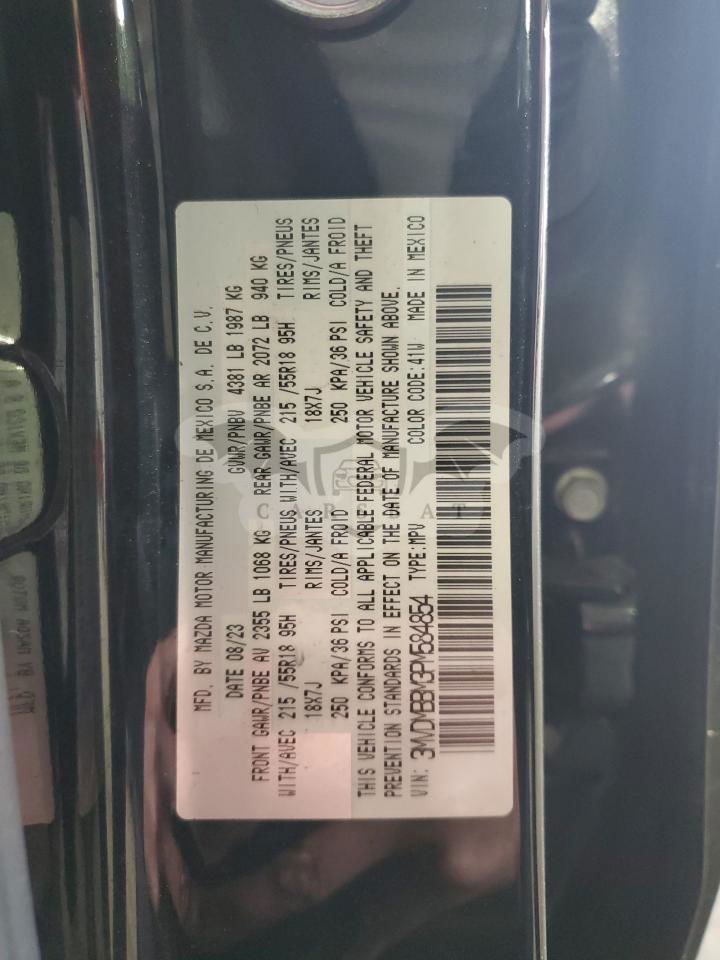 MFD. BY MAZDA MOTOR MANUFACTURING DE MEXICO S.A. DE C.V.
DATE 08/23 GVWR/PNBV 4381 LB 1987 KG
FRONT GAWR/PNBE AV 2355 LB 1068 KG REAR GAWR/PNBE AR 2072 LB 940 KG
WITH/AVEC 215 /55R18 95H TIRES/PNEUS WITH/AVEC 215 /55R18 95H TIRES/PNEUS
18X7J RIMS/JANTES 18X7J RIMS/JANTES
250 KPA/36 PSI COLD/A FROID 250 KPA/36 PSI COLD/A FROID
THIS VEHICLE CONFORMS TO ALL APPLICABLE FEDERAL MOTOR VEHICLE SAFETY AND THEFT
PREVENTION STANDARDS IN EFFECT ON THE DATE OF MANUFACTURE SHOWN ABOVE.
VIN: 3MVDMBBM3PM584854 TYPE:MPV COLOR CODE:41W MADE IN MEXICO